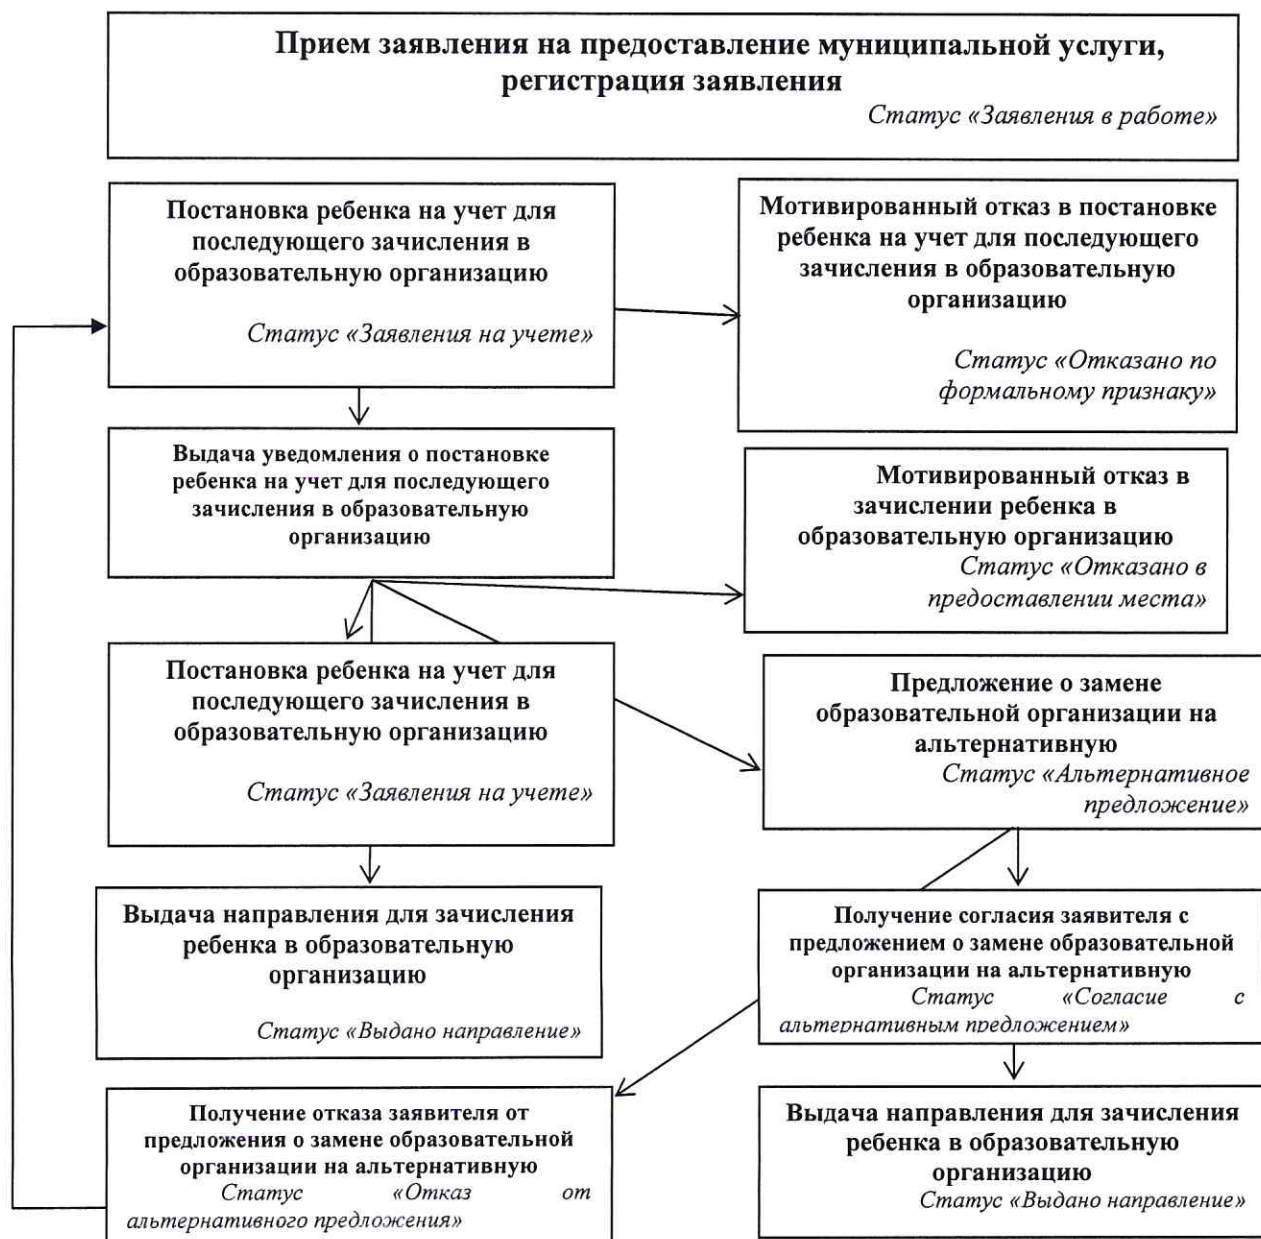 Прием заявления на предоставление муниципальной услуги,
регистрация заявления
Статус «Заявления в работе»
Постановка ребенка на учет для
последующего зачисления в
образовательную организацию
Статус «Заявления на учете»
Мотивированный отказ в постановке
ребенка на учет для последующего
зачисления в образовательную
организацию
Статус «Отказано по
формальному признаку»
Выдача уведомления о постановке
ребенка на учет для последующего
зачисления в образовательную
организацию
Мотивированный отказ в
зачислении ребенка в
образовательную организацию
Статус «Отказано в
предоставлении места»
Постановка ребенка на учет для
последующего зачисления в
образовательную организацию
Статус «Заявления на учете»
Предложение о замене
образовательной организации на
альтернативную
Статус «Альтернативное
предложение»
Выдача направления для зачисления
ребенка в образовательную
организацию
Статус «Выдано направление»
Получение согласия заявителя с
предложением о замене образовательной
организации на альтернативную
Статус «Согласие с
альтернативным предложением»
Получение отказа заявителя от
предложения о замене образовательной
организации на альтернативную
Статус «Отказ от
альтернативного предложения»
Выдача направления для зачисления
ребенка в образовательную
организацию
Статус «Выдано направление»